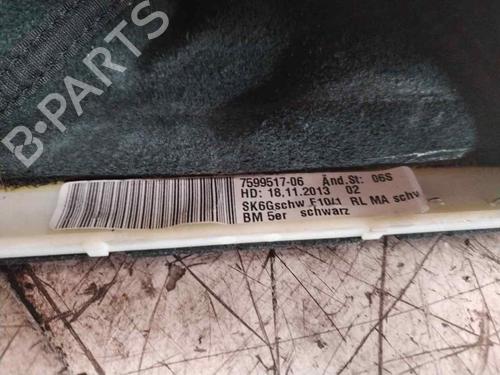 B-PARTS
7599517-06 Änd.St: 06S
HD: 18.11.2013 02
SK6Gschw F10/1 RL MA schw
BM 5er schwarz